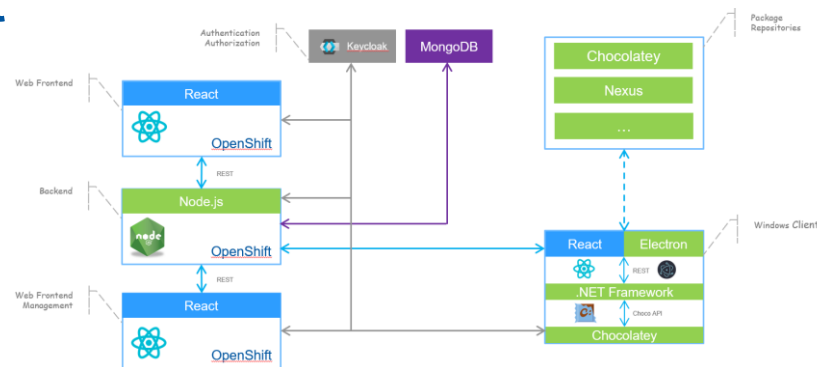 Authentication
Authorization
Keycloak
MongoDB
Package
Repositories
Chocolatey
Nexus
...
Web Frontend
React
OpenShift
REST
Backend
Node.js
node
OpenShift
REST
Web Frontend
Management
React
OpenShift
Windows Client
React
Electron
REST
.NET Framework
Choco API
Chocolatey